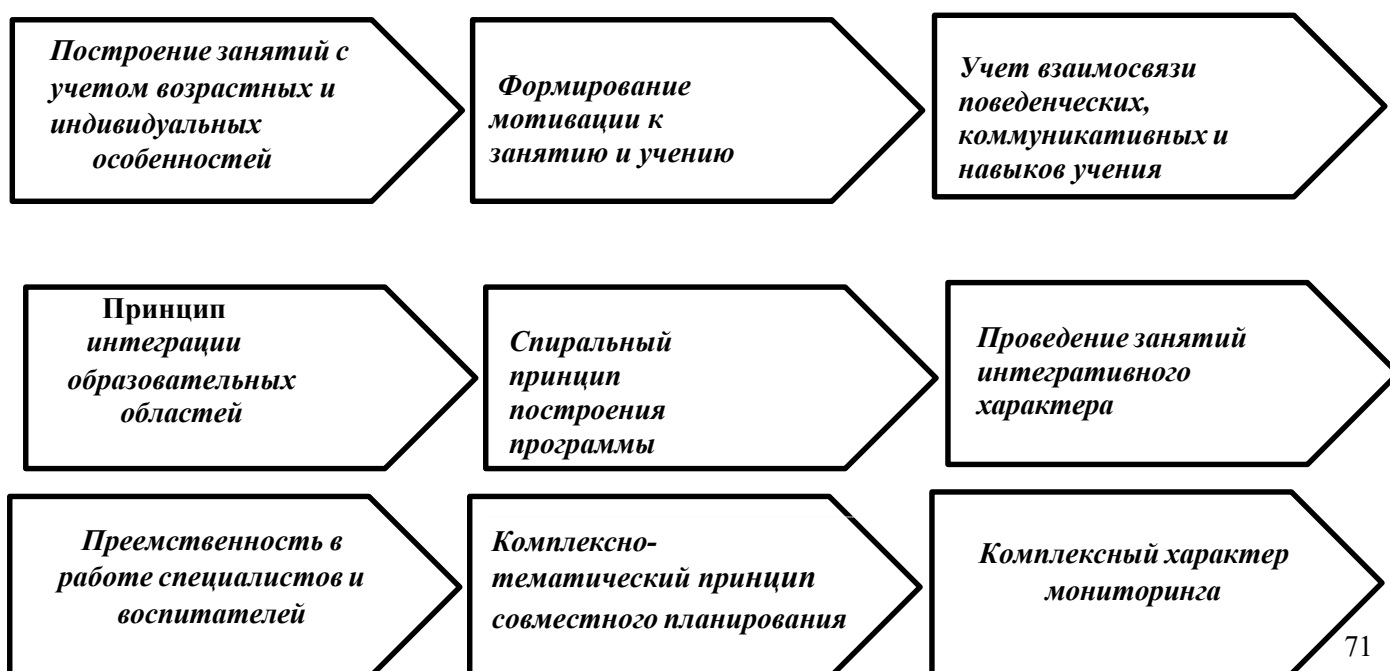 Построение занятий с
учетом возрастных и
индивидуальных
особенностей
Формирование
мотивации к
занятию и учению
Учет взаимосвязи
поведенческих,
коммуникативных и
навыков учения
Принцип
интеграции
образовательных
областей
Спиральный
принцип
построения
программы
Проведение занятий
интегративного
характера
Преемственность в
работе специалистов и
воспитателей
Комплексно-
тематический принцип
совместного планирования
Комплексный характер
мониторинга
71